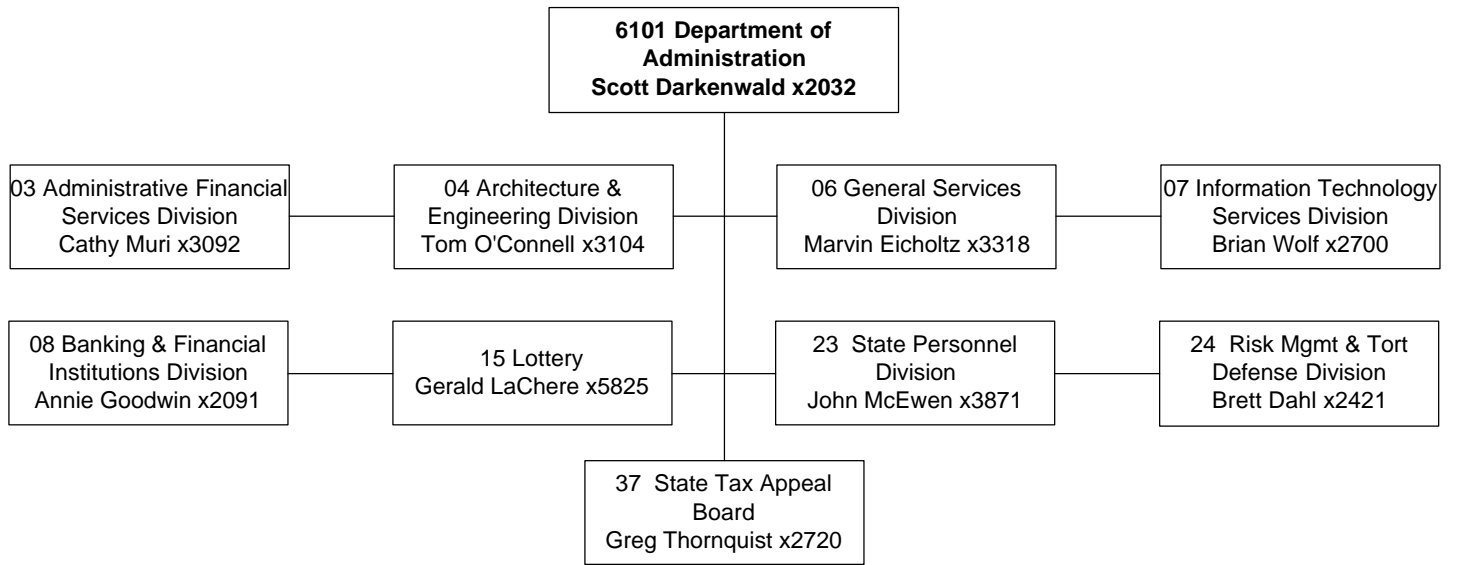 6101 Department of
Administration
Scott Darkenwald x2032
03 Administrative Financial
Services Division
Cathy Muri x3092
04 Architecture &
Engineering Division
Tom O'Connell x3104
06 General Services
Division
Marvin Eicholtz x3318
07 Information Technology
Services Division
Brian Wolf x2700
08 Banking & Financial
Institutions Division
Annie Goodwin x2091
15 Lottery
Gerald LaChere x5825
23  State Personnel
Division
John McEwen x3871
24  Risk Mgmt & Tort
Defense Division
Brett Dahl x2421
37  State Tax Appeal
Board
Greg Thornquist x2720